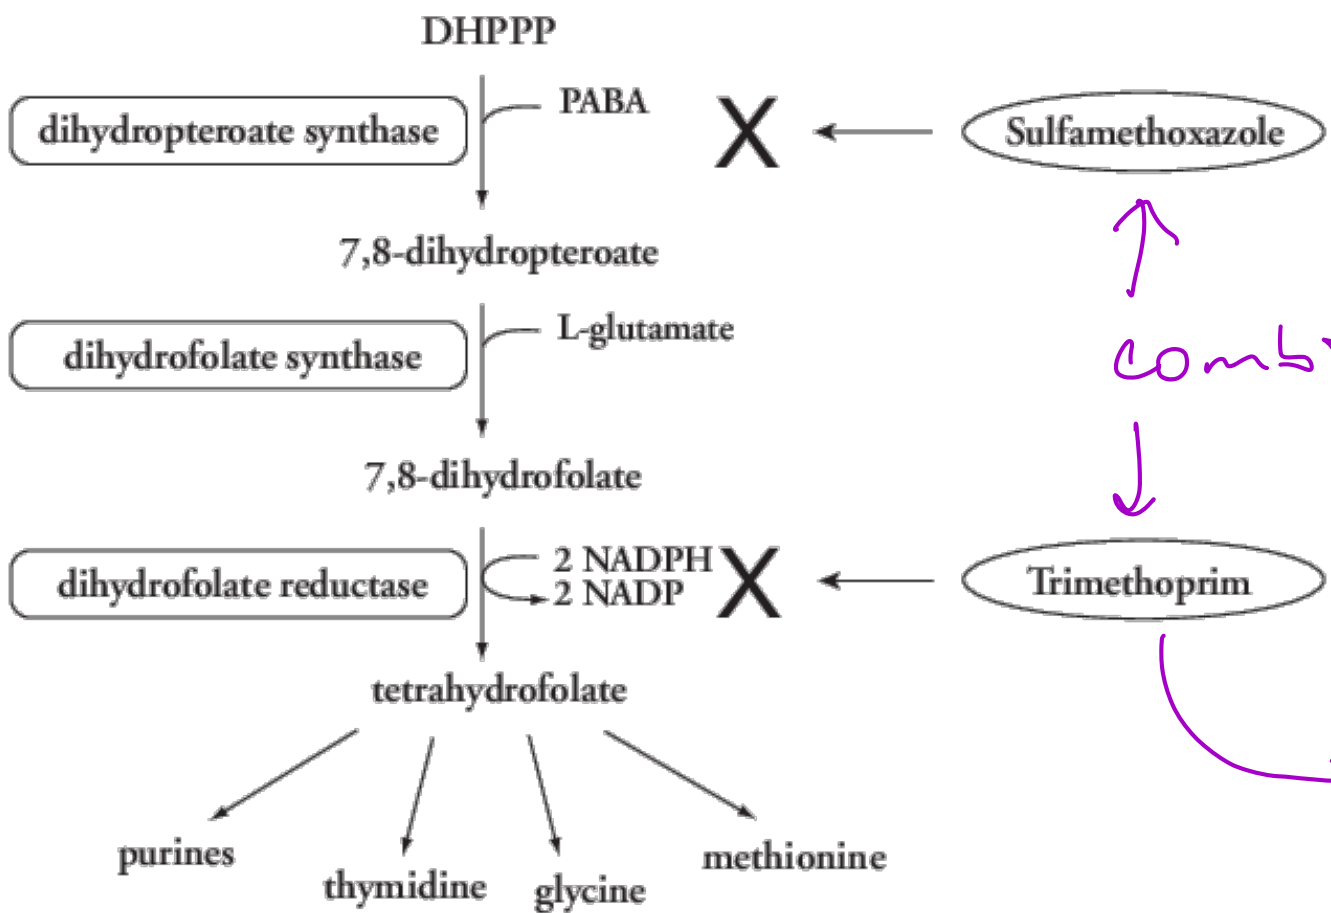 DHPPP
PABA
dihydropteroate synthase
X
Sulfamethoxazole
7,8-dihydropteroate
L-glutamate
dihydrofolate synthase
7,8-dihydrofolate
2 NADPH
2 NADP
dihydrofolate reductase
X
Trimethoprim
tetrahydrofolate
purines
thymidine
glycine
methionine